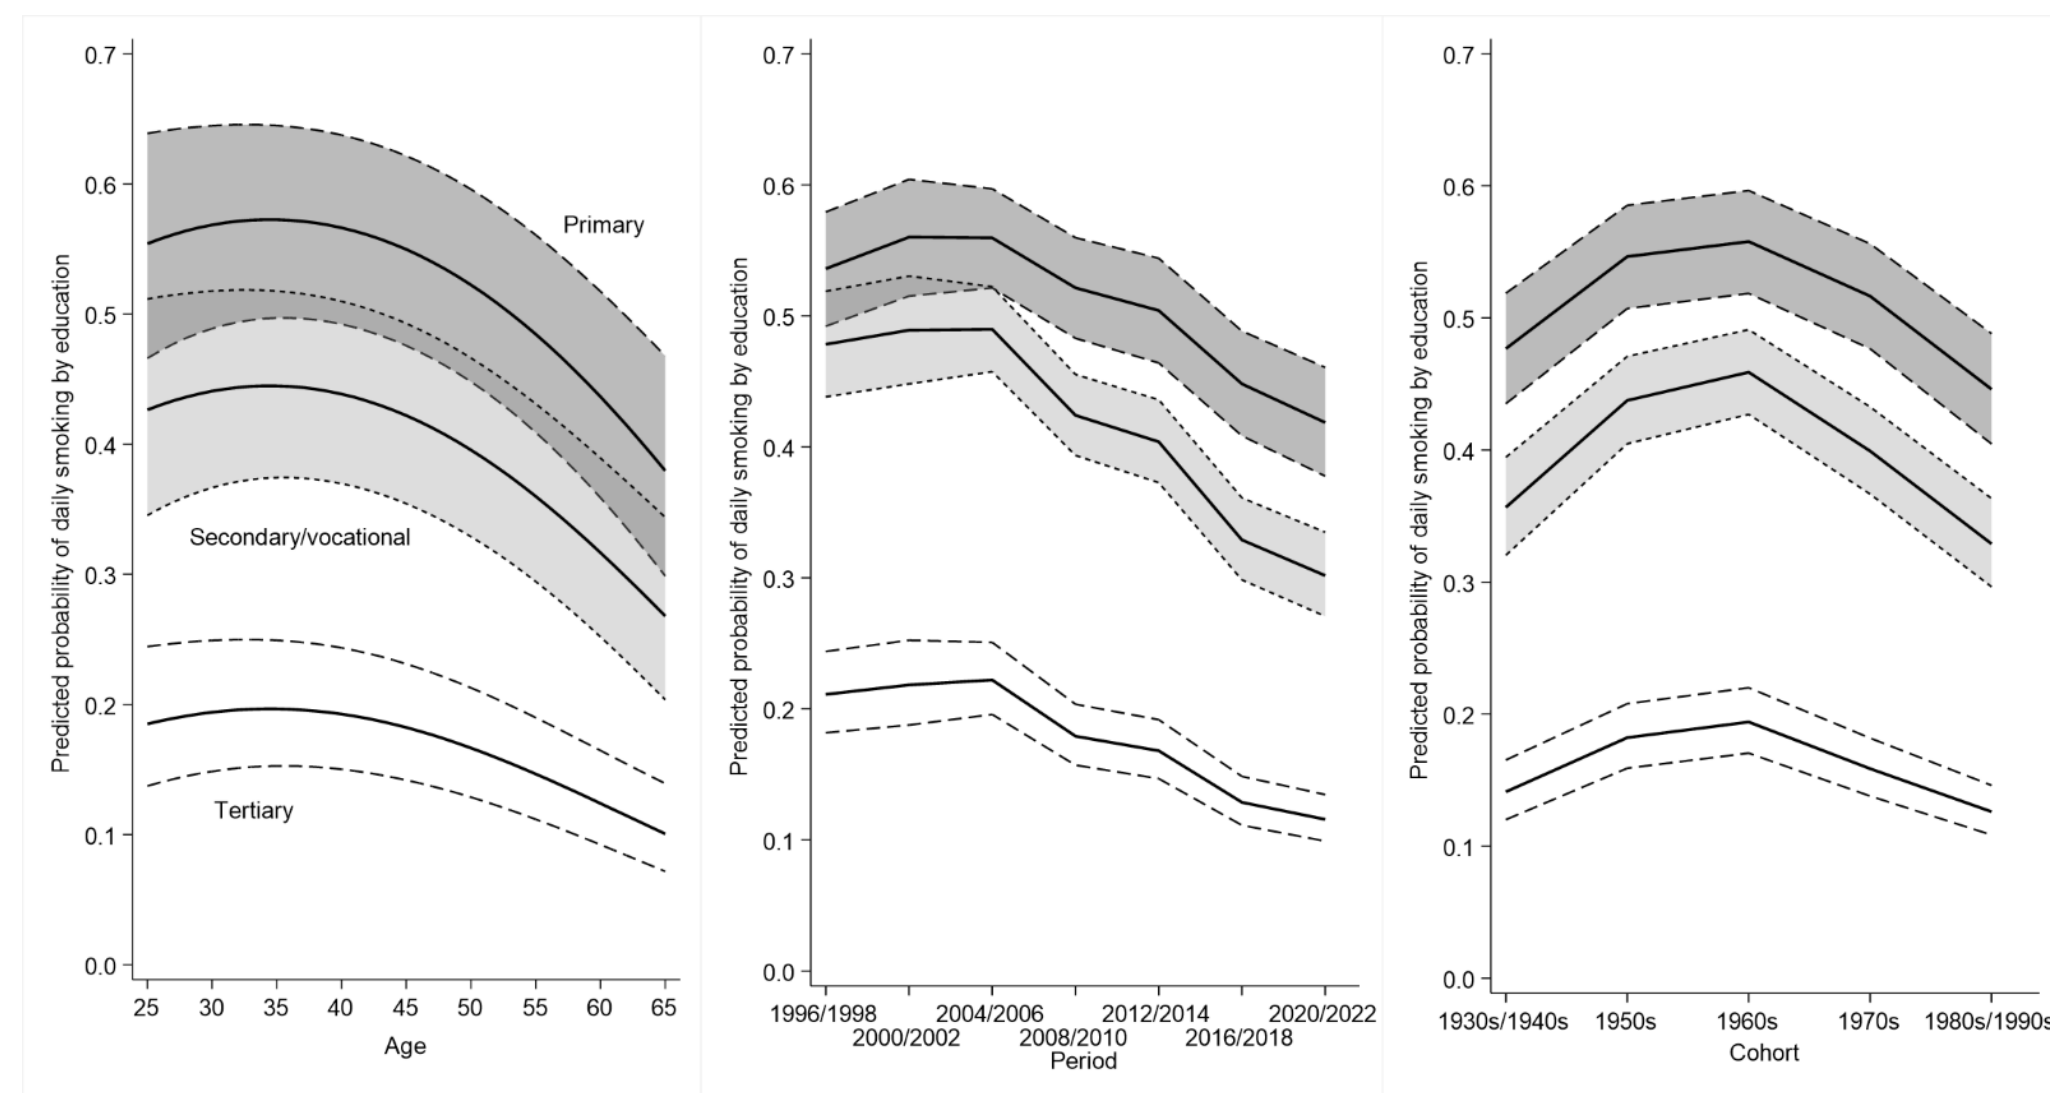 Predicted probability of daily smoking by education
0.7
0.6
0.5
0.4
0.3
0.2
0.1
0.0
Primary
Secondary/vocational
Tertiary
25 30 35 40 45 50 55 60 65
Age
Predicted probability of daily smoking by education
0.7
0.6
0.5
0.4
0.3
0.2
0.1
0.0
1996/1998 2004/2006 2012/2014 2020/2022
2000/2002 2008/2010 2016/2018
Period
Predicted probability of daily smoking by education
0.7
0.6
0.5
0.4
0.3
0.2
0.1
0.0
1930s/1940s 1950s 1960s 1970s 1980s/1990s
Cohort